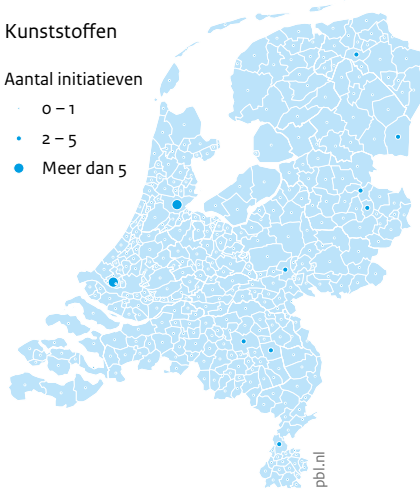 Kunststoffen
Aantal initiatieven
0 – 1
2 – 5
Meer dan 5
pbl.nl